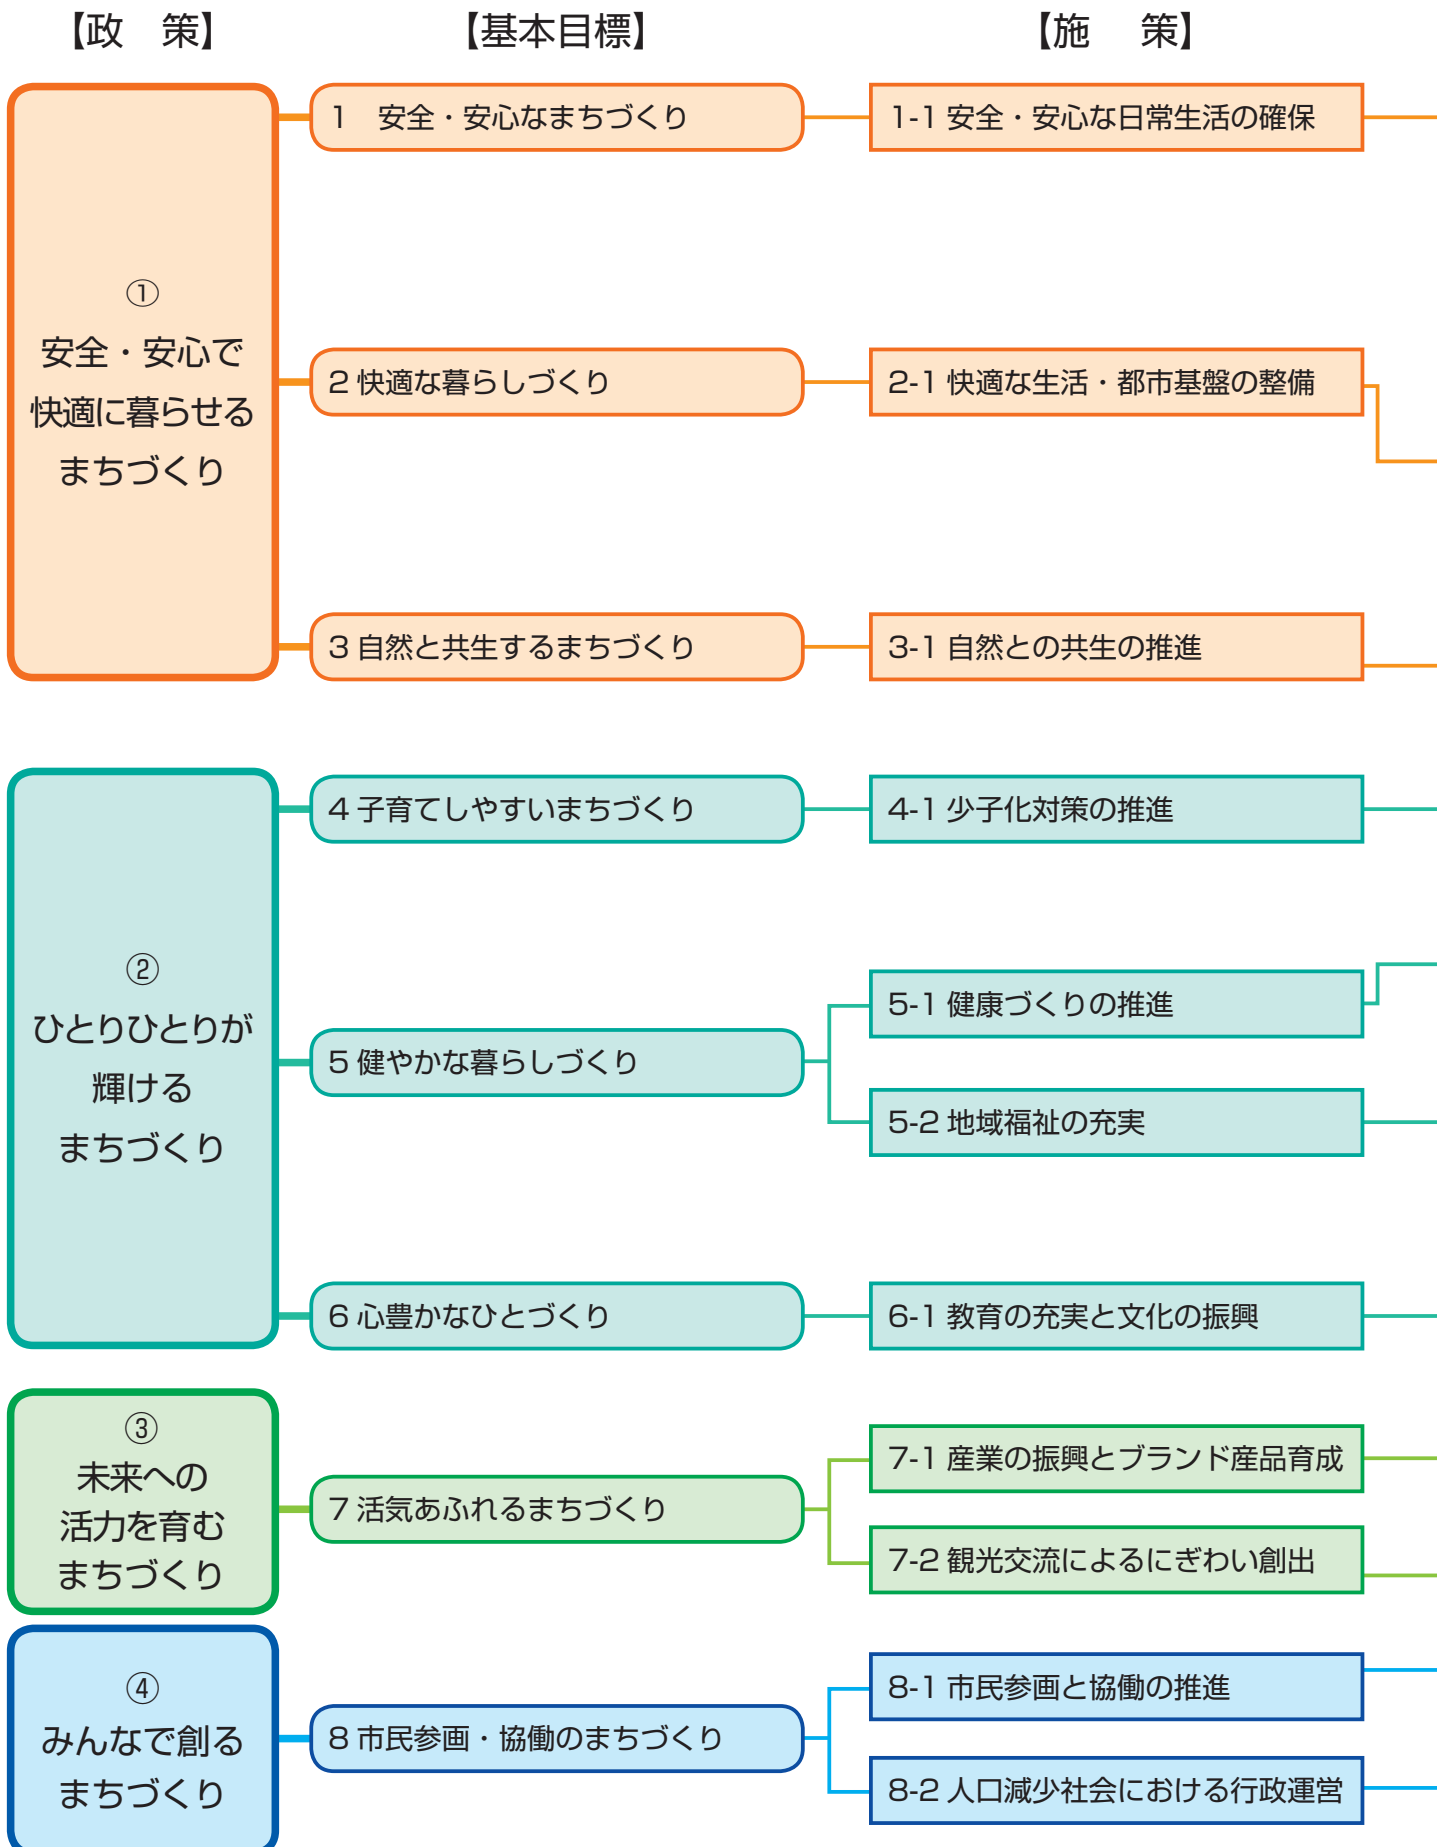 【政　策】　【基本目標】　【施　策】
①
安全・安心で
快適に暮らせる
まちづくり
1　安全・安心なまちづくり
1-1 安全・安心な日常生活の確保
2 快適な暮らしづくり
2-1 快適な生活・都市基盤の整備
3 自然と共生するまちづくり
3-1 自然との共生の推進
②
ひとりひとりが
輝ける
まちづくり
4 子育てしやすいまちづくり
4-1 少子化対策の推進
5 健やかな暮らしづくり
5-1 健康づくりの推進
5-2 地域福祉の充実
6 心豊かなひとづくり
6-1 教育の充実と文化の振興
③
未来への
活力を育む
まちづくり
7 活気あふれるまちづくり
7-1 産業の振興とブランド産品育成
7-2 観光交流によるにぎわい創出
④
みんなで創る
まちづくり
8 市民参画・協働のまちづくり
8-1 市民参画と協働の推進
8-2 人口減少社会における行政運営